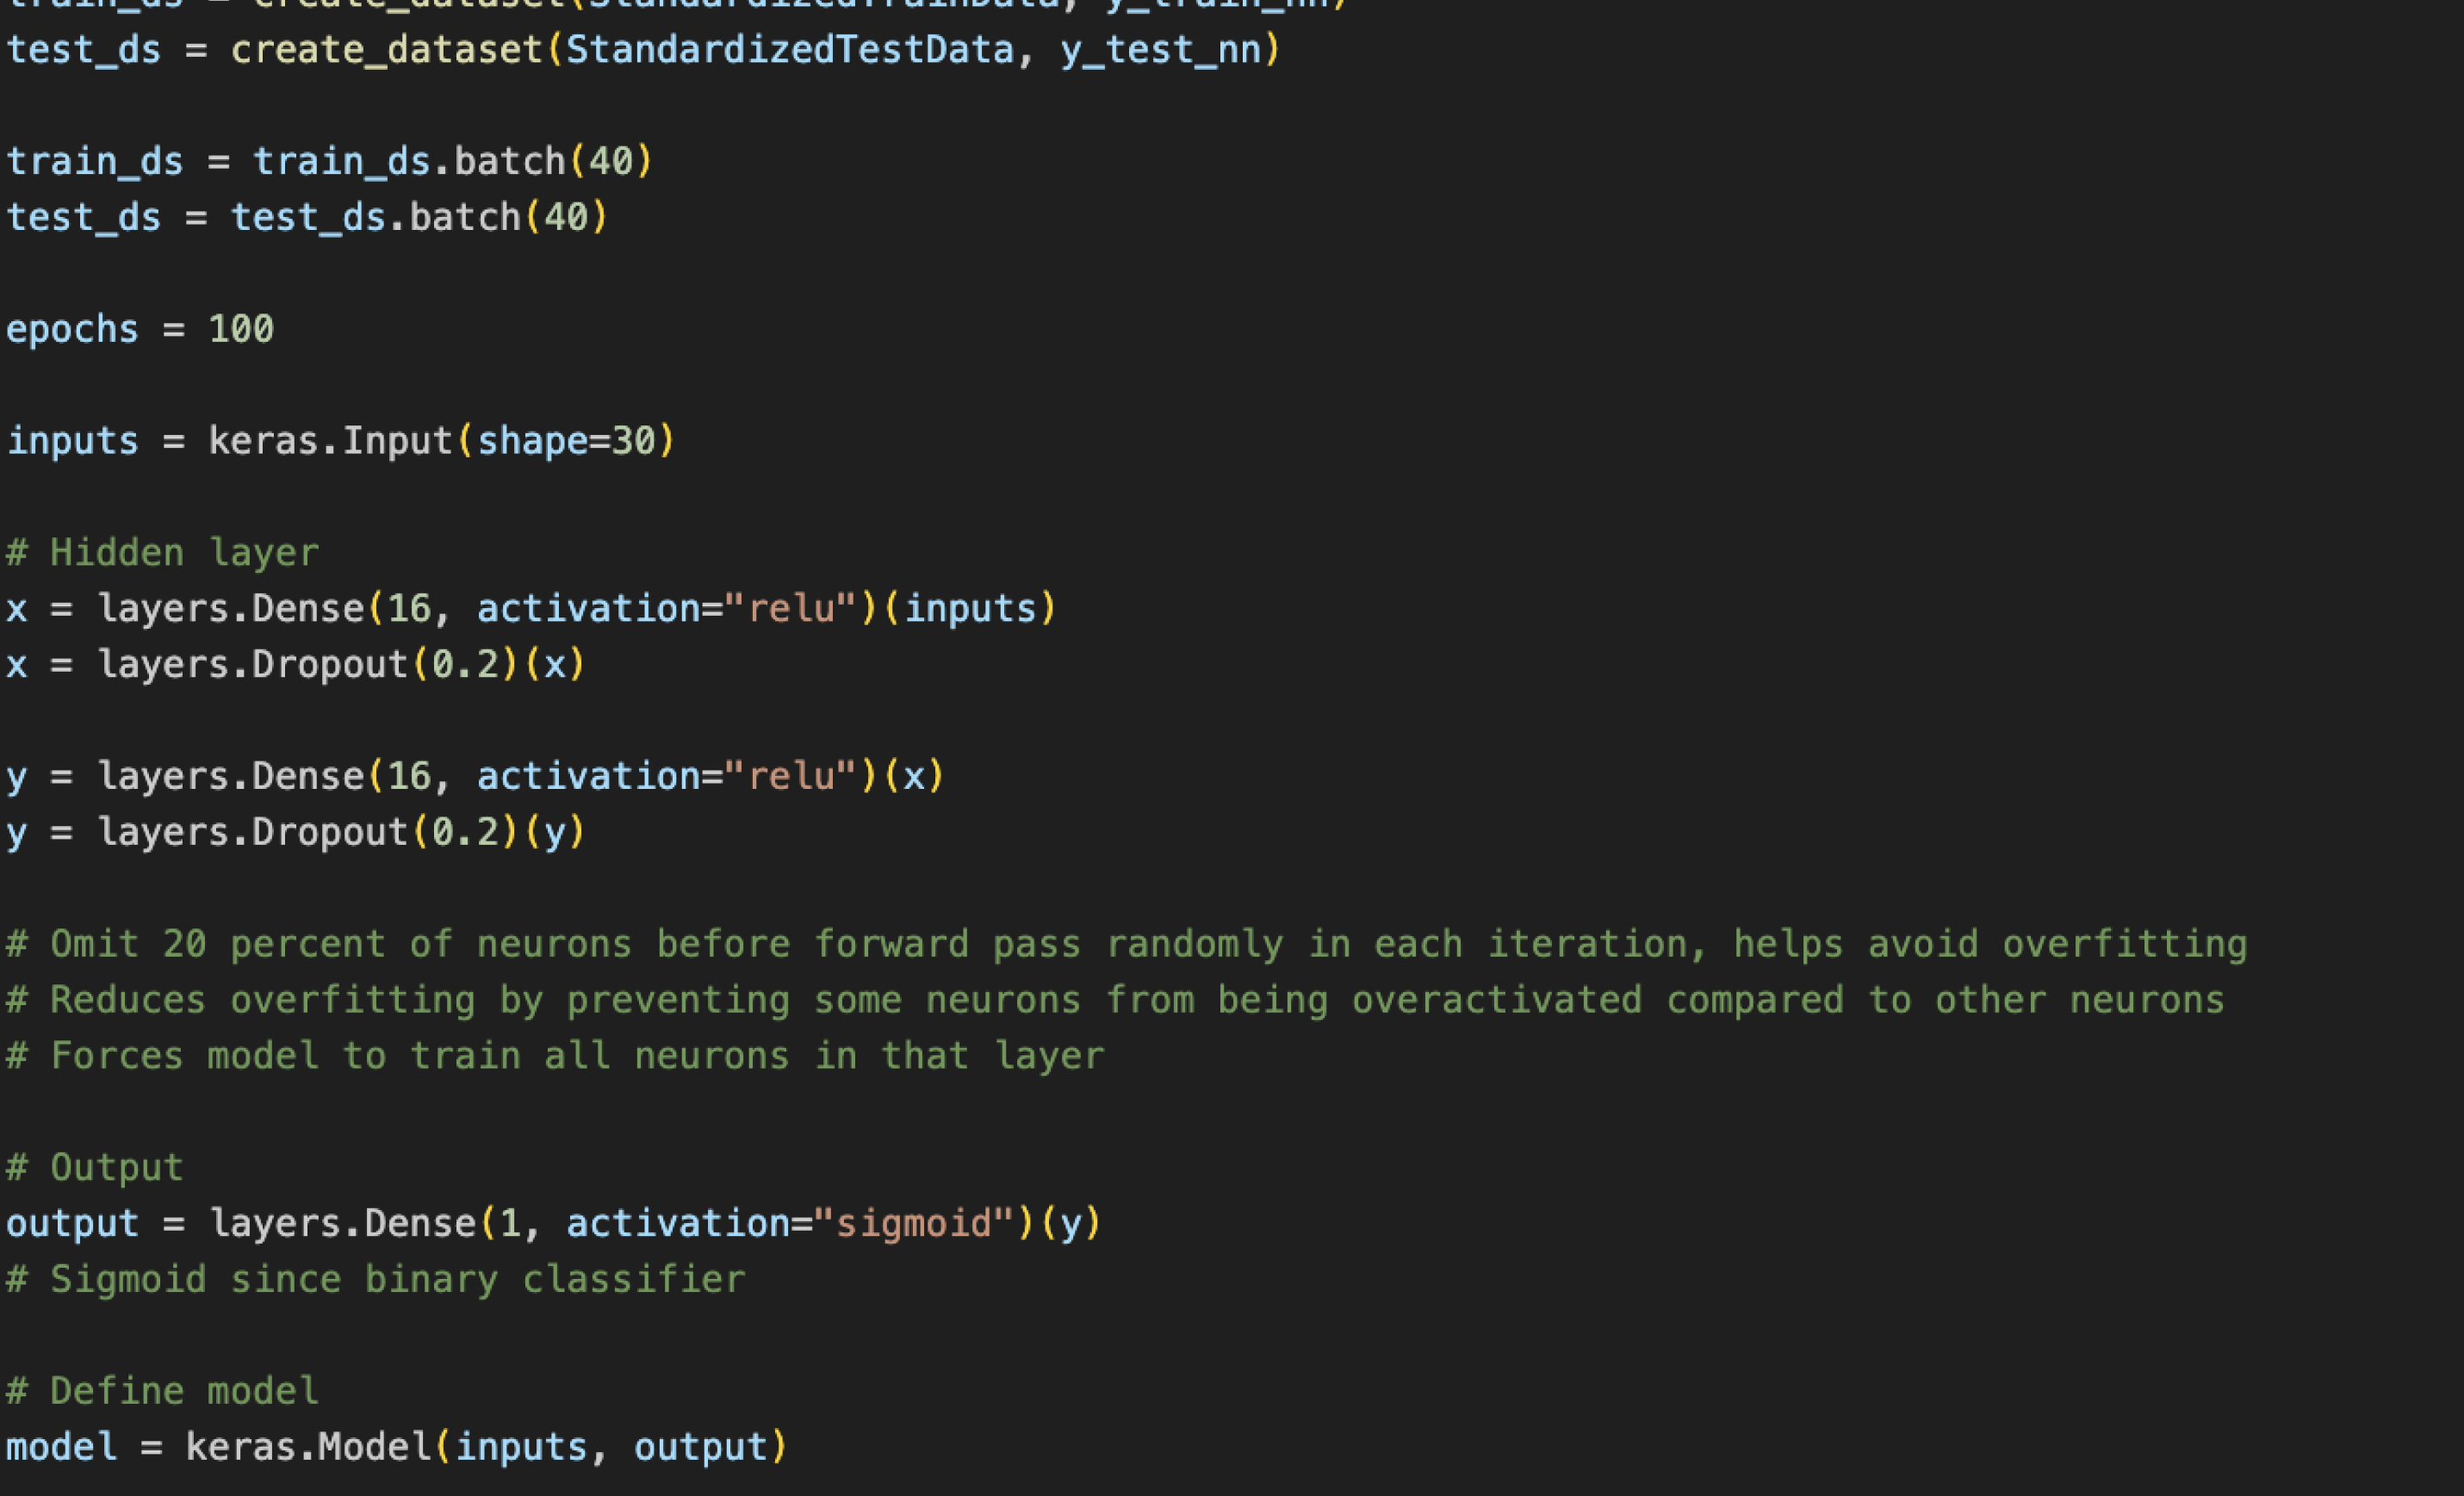 train_ds = create_dataset(StandardizedTrainData, y_train_nn)
test_ds = create_dataset(StandardizedTestData, y_test_nn)
train_ds = train_ds.batch(40)
test_ds = test_ds.batch(40)
epochs = 100
inputs = keras.Input(shape=30)
# Hidden layer
x = layers.Dense(16, activation="relu")(inputs)
x = layers.Dropout(0.2)(x)
y = layers.Dense(16, activation="relu")(x)
y = layers.Dropout(0.2)(y)
# Omit 20 percent of neurons before forward pass randomly in each iteration, helps avoid overfitting
# Reduces overfitting by preventing some neurons from being overactivated compared to other neurons
# Forces model to train all neurons in that layer
# Output
output = layers.Dense(1, activation="sigmoid")(y)
# Sigmoid since binary classifier
# Define model
model = keras.Model(inputs, output)